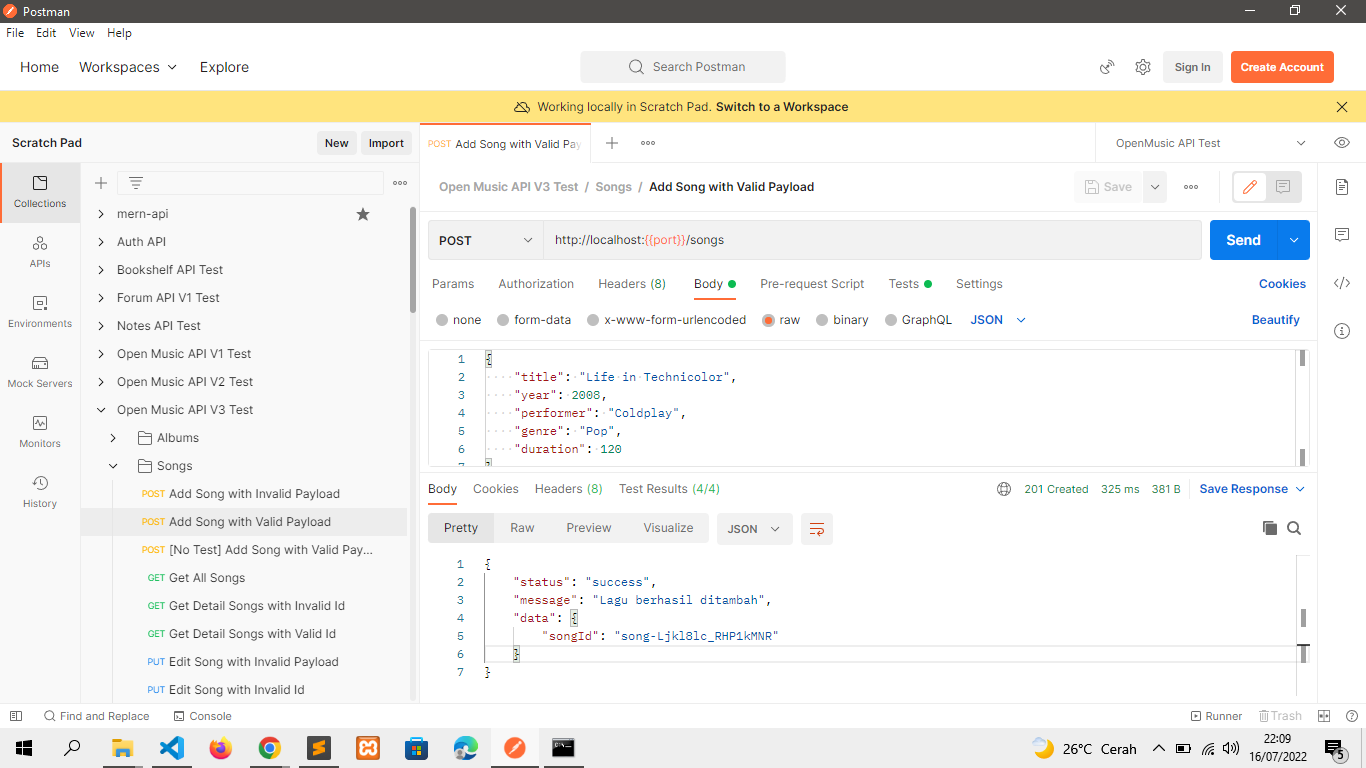 Postman
File Edit View Help
Home Workspaces Explore
Search Postman
Sign In
Create Account
Working locally in Scratch Pad. Switch to a Workspace
Scratch Pad
New
Import
POST Add Song with Valid Pay
OpenMusic API Test
Collections
APIs
Environments
Mock Servers
Monitors
History
mern-api
Auth API
Bookshelf API Test
Forum API V1 Test
Notes API Test
Open Music API V1 Test
Open Music API V2 Test
Open Music API V3 Test
Albums
Songs
POST Add Song with Invalid Payload
POST Add Song with Valid Payload
POST [No Test] Add Song with Valid Pay...
GET Get All Songs
GET Get Detail Songs with Invalid Id
GET Get Detail Songs with Valid Id
PUT Edit Song with Invalid Payload
PUT Edit Song with Invalid Id
Open Music API V3 Test / Songs / Add Song with Valid Payload
Save
POST
http://localhost:{{port}}/songs
Send
Params Authorization Headers (8) Body Pre-request Script Tests Settings Cookies
none form-data x-www-form-urlencoded raw binary GraphQL JSON Beautify
1 {
2 "title": "Life in Technicolor",
3 "year": 2008,
4 "performer": "Coldplay",
5 "genre": "Pop",
6 "duration": 120
7 }
Body Cookies Headers (8) Test Results (4/4) 201 Created 325 ms 381 B Save Response
Pretty Raw Preview Visualize JSON
1 {
2 "status": "success",
3 "message": "Lagu berhasil ditambah",
4 "data": {
5 "songId": "song-Ljkl8lc_RHP1kMNR"
6 }
7 }
Find and Replace Console
Runner Trash
26°C Cerah
22:09
16/07/2022
5